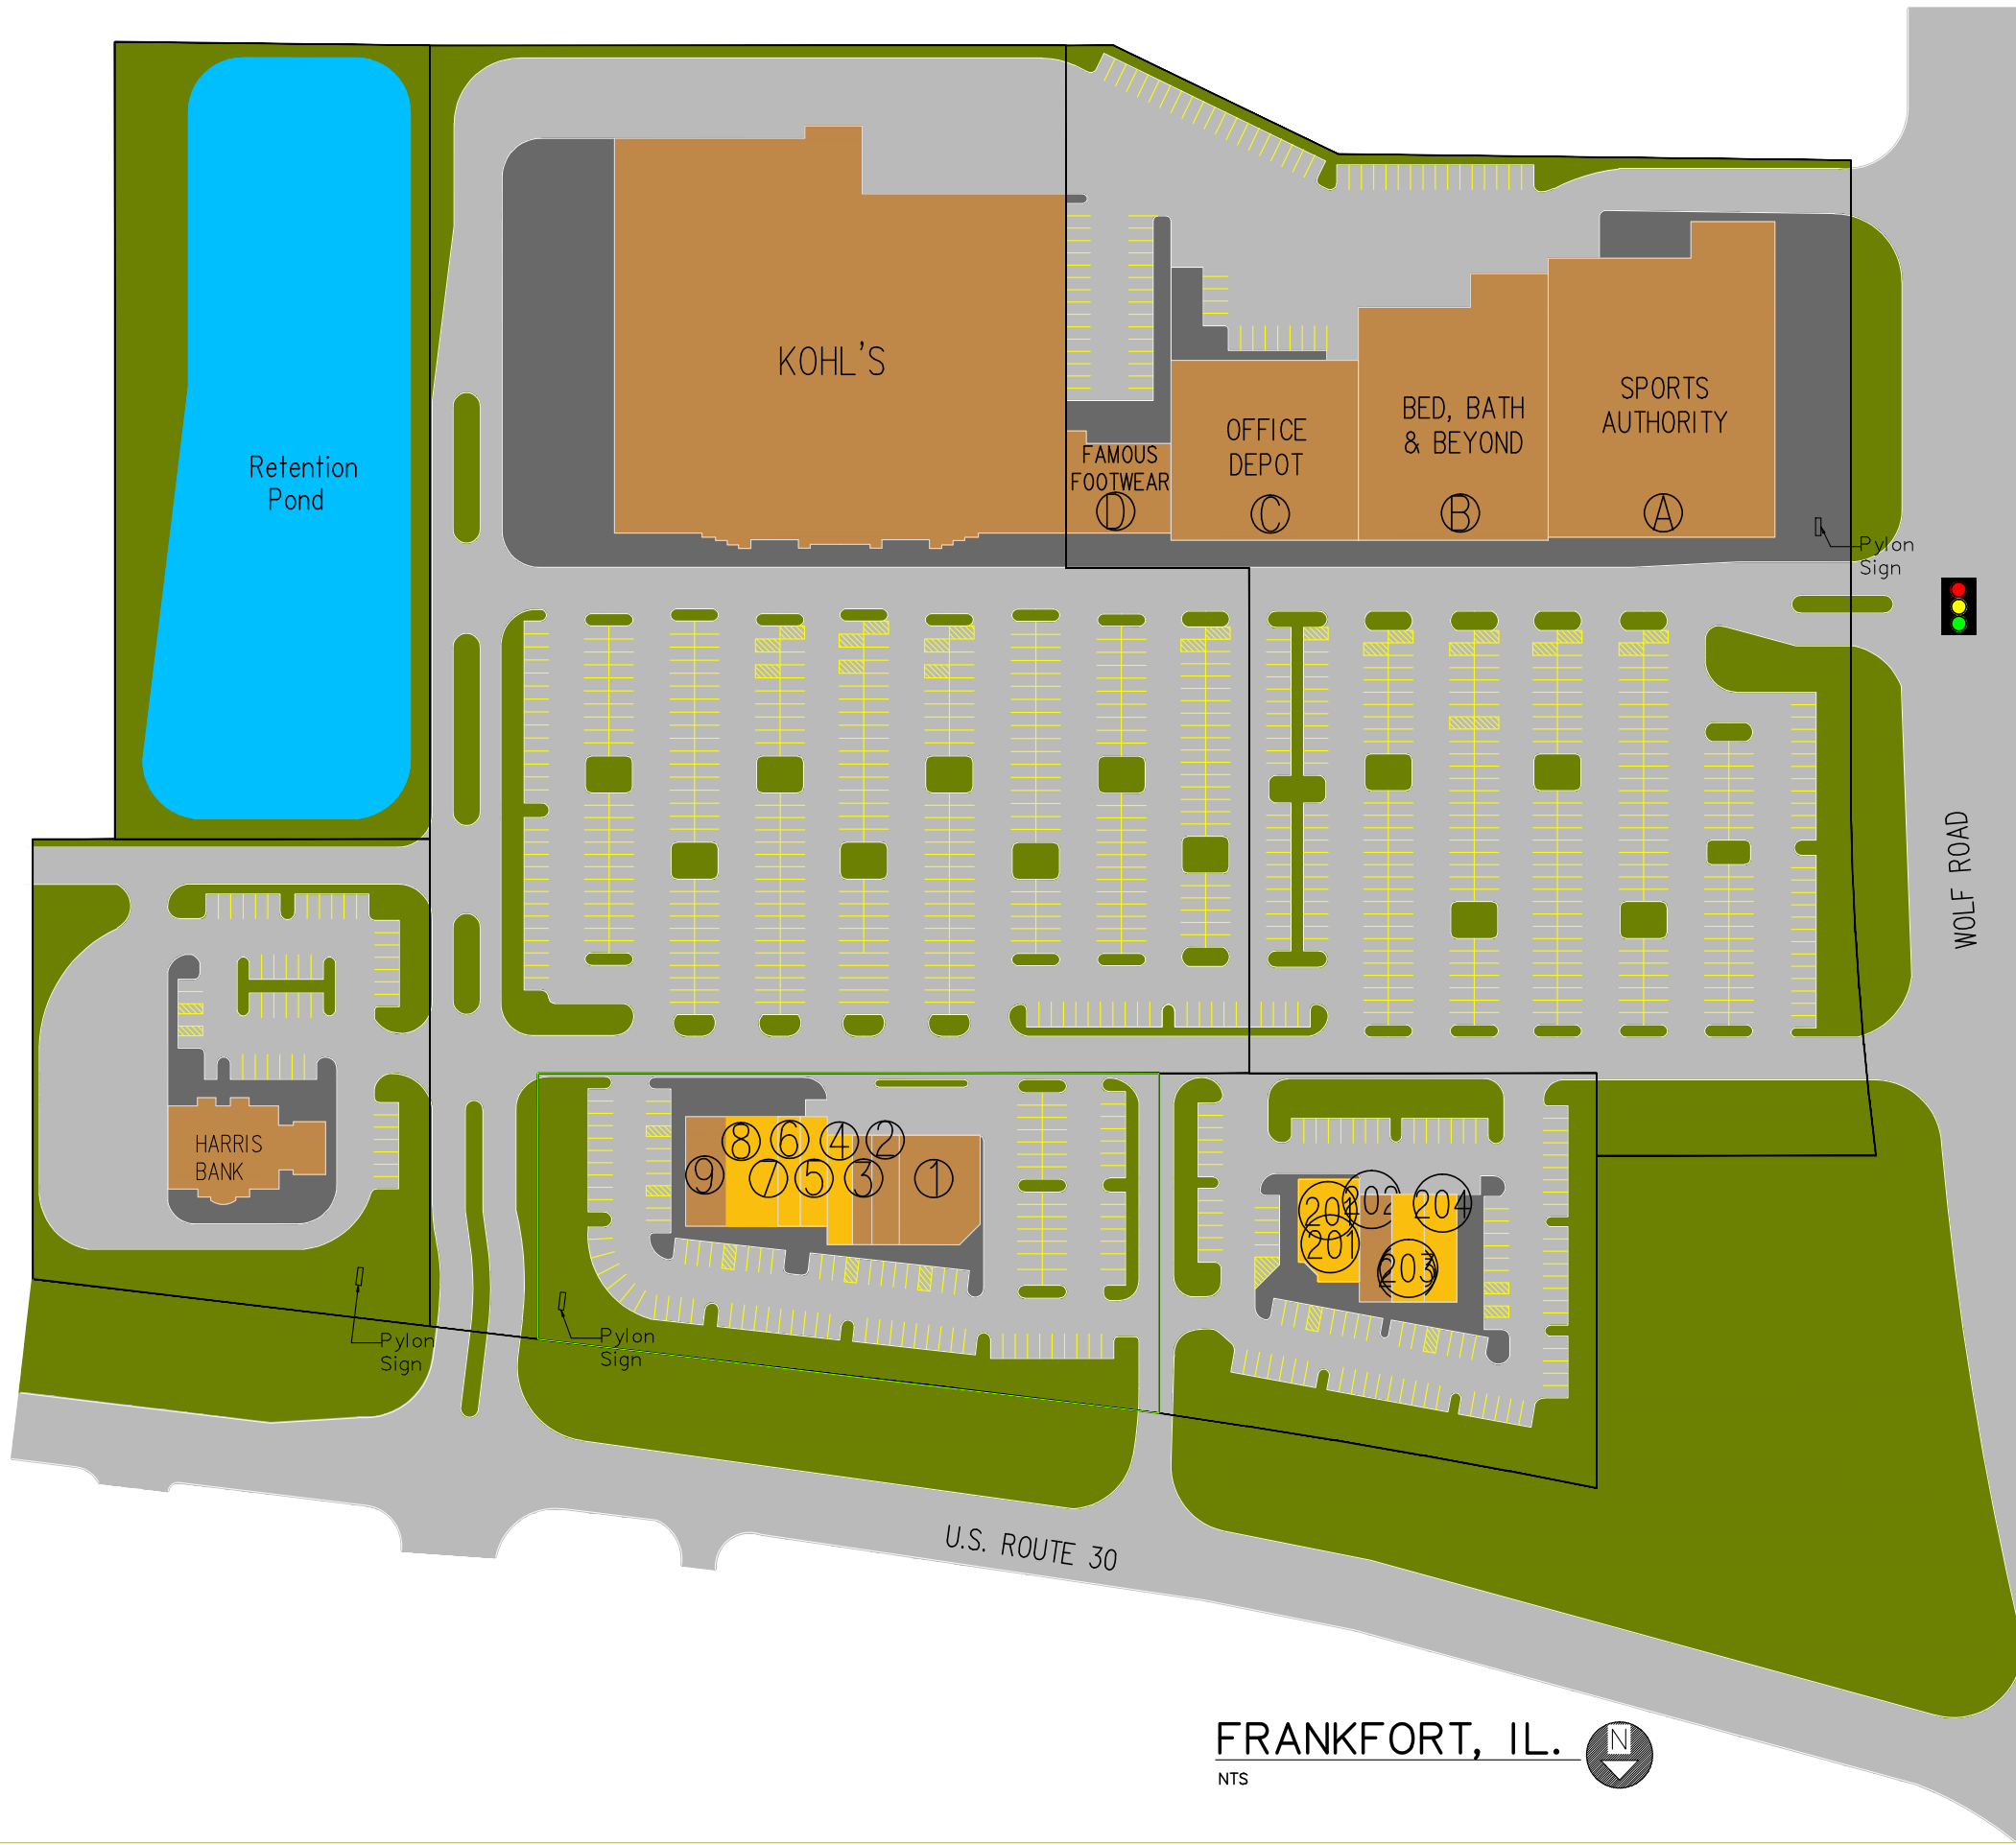 KOHL'S
SPORTS
AUTHORITY
BED, BATH
& BEYOND
OFFICE
DEPOT
FAMOUS
FOOTWEAR
D
C
B
A
Retention
Pond
Pylon
Sign
WOLF ROAD
HARRIS
BANK
8
6
4
2
9
7
5
3
1
202
204
201
203
Pylon
Sign
Pylon
Sign
U.S. ROUTE 30
FRANKFORT, IL.
N
NTS